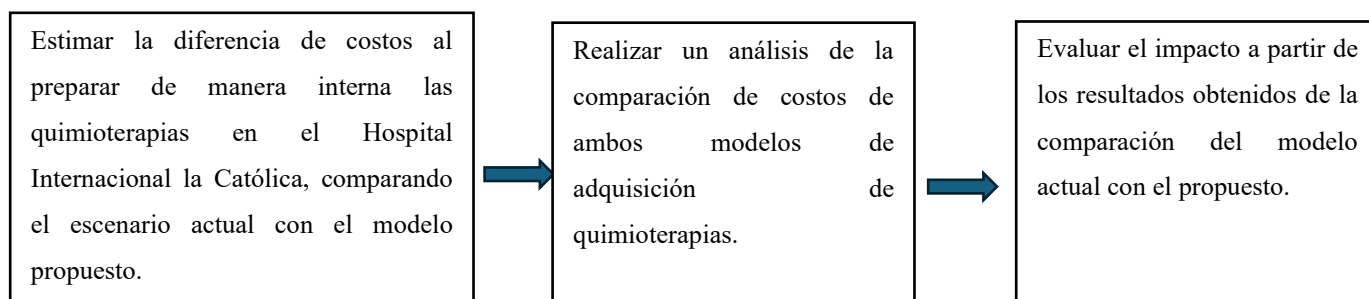 Estimar la diferencia de costos al
preparar de manera interna las
quimioterapias en el Hospital
Internacional la Católica, comparando
el escenario actual con el modelo
propuesto.
Realizar un análisis de la
comparación de costos de
ambos modelos de
adquisición de
quimioterapias.
Evaluar el impacto a partir de
los resultados obtenidos de la
comparación del modelo
actual con el propuesto.